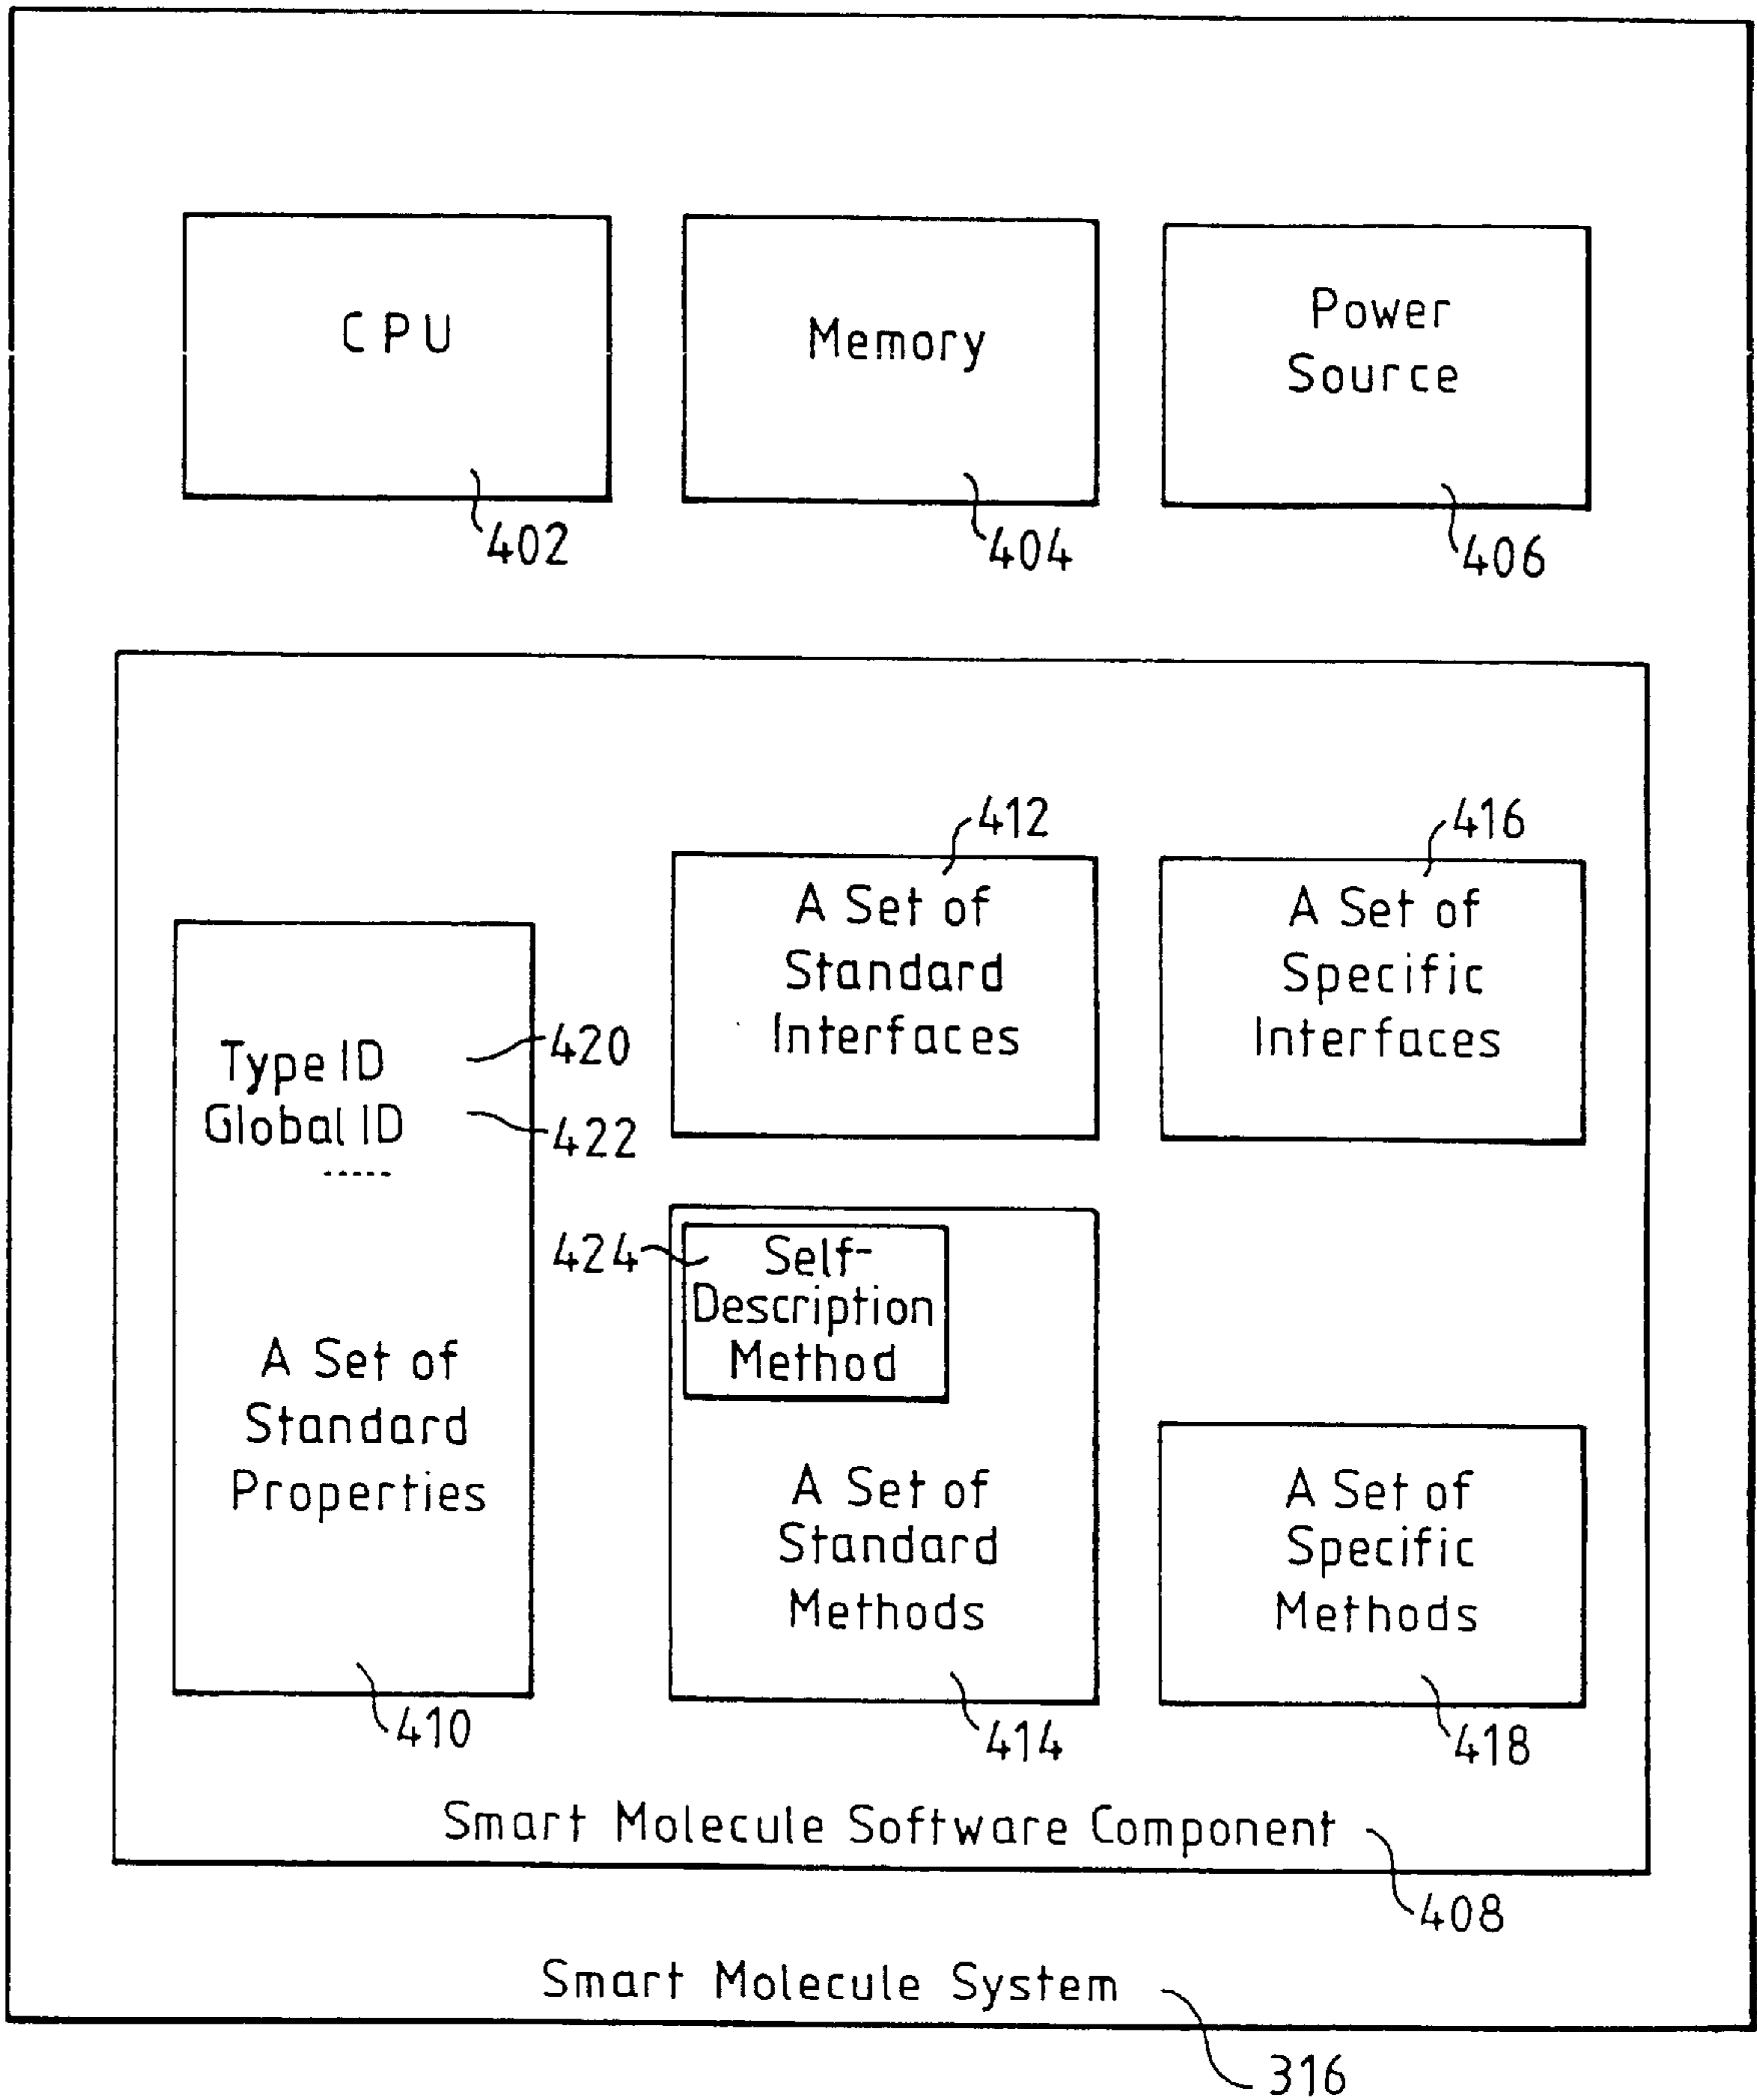 CPU
402
Memory
404
Power
Source
406
412
A Set of
Standard
Interfaces
416
A Set of
Specific
Interfaces
Type ID
420
Global ID
422
.....
A Set of
Standard
Properties
410
424
Self-
Description
Method
A Set of
Standard
Methods
414
A Set of
Specific
Methods
418
Smart Molecule Software Component
408
Smart Molecule System
316